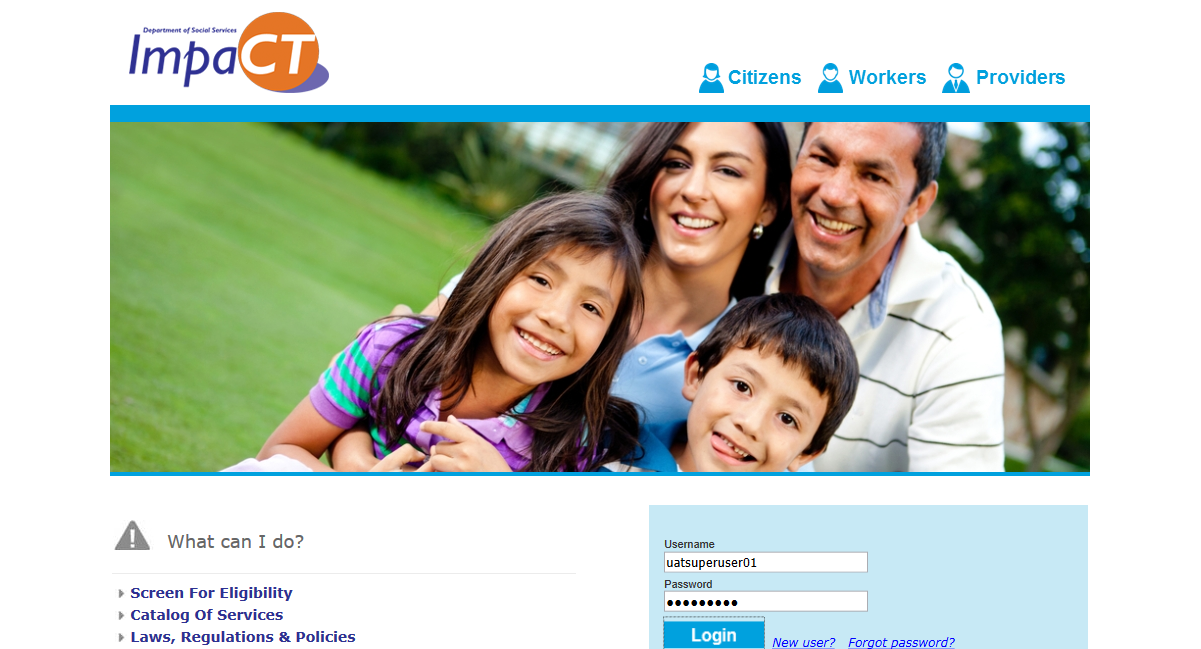 Department of Social Services
ImpaCT
Citizens Workers Providers
What can I do?
Screen For Eligibility
Catalog Of Services
Laws, Regulations & Policies
Username
uatsuperuser01
Password
●●●●●●●●●
Login New user? Forgot password?